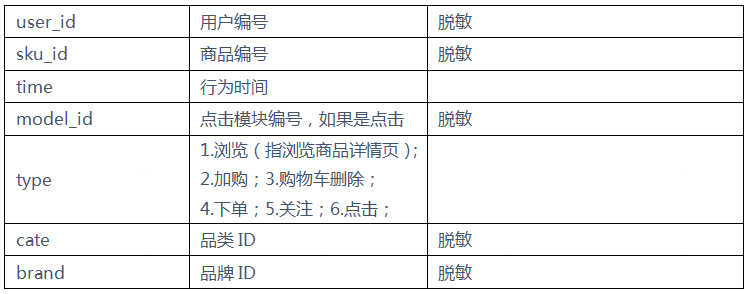 user_id 用户编号 脱敏
sku_id 商品编号 脱敏
time 行为时间
model_id 点击模块编号，如果是点击 脱敏
type 1.浏览（指浏览商品详情页）；
2.加购；3.购物车删除；
4.下单；5.关注；6.点击；
cate 品类 ID 脱敏
brand 品牌 ID 脱敏